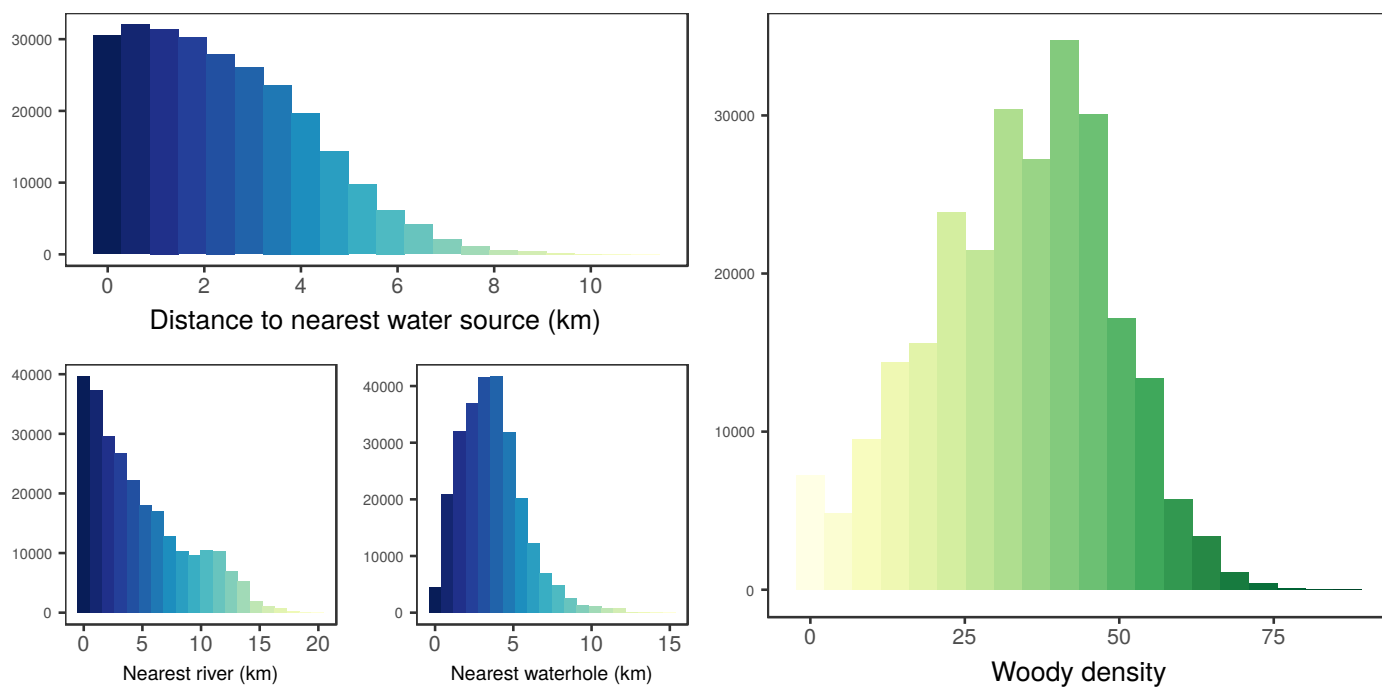 30000
20000
10000
0
0 2 4 6 8 10
Distance to nearest water source (km)
40000
30000
20000
10000
0
0 5 10 15 20
Nearest river (km)
40000
30000
20000
10000
0
0 5 10 15
Nearest waterhole (km)
30000
20000
10000
0
0 25 50 75
Woody density